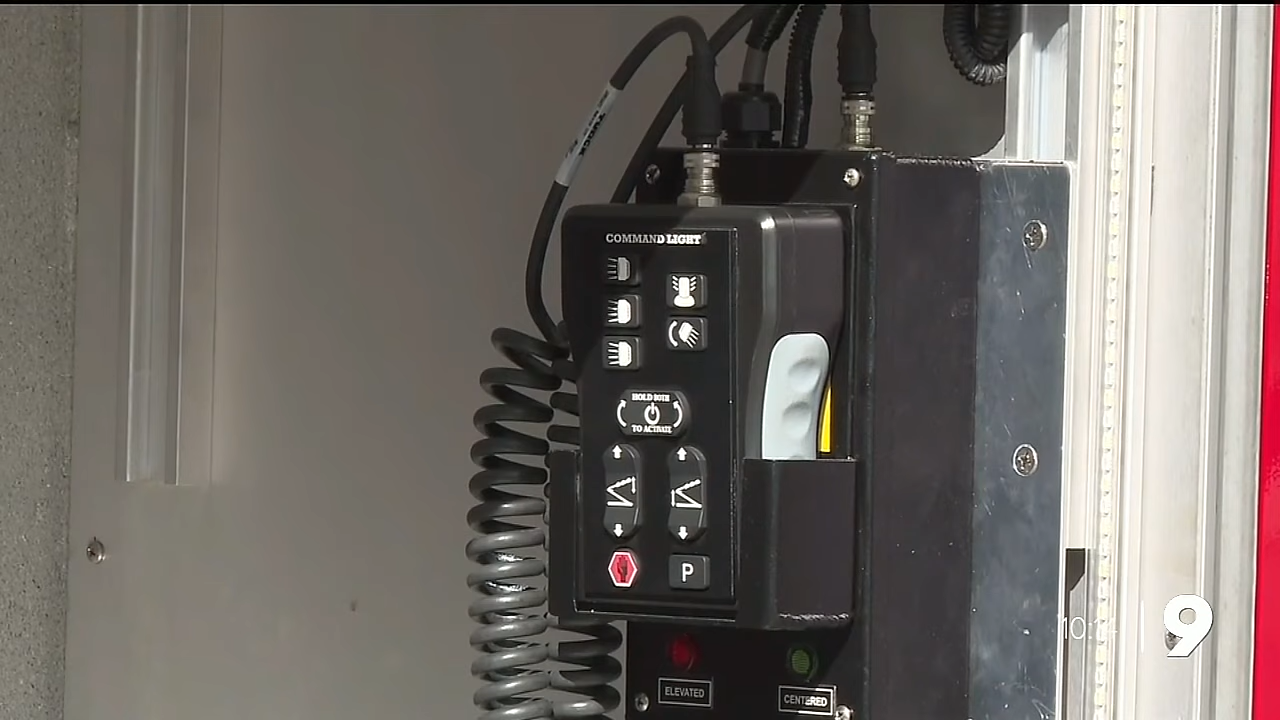 COMMAND LIGHT
HOLD BOTH
TO ACTIVATE
P
ELEVATED
CENTERED
9